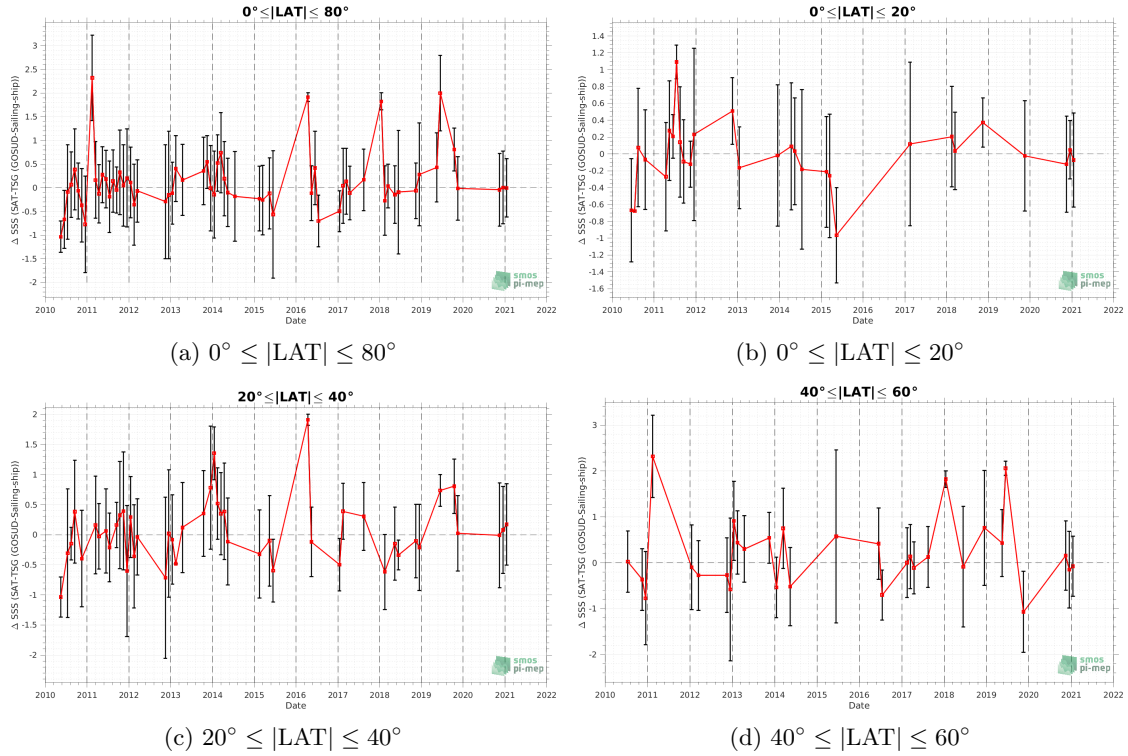 0°≤|LAT|≤ 80°
Δ SSS (SAT-TSG (GOSUD-Sailing-ship))
3
2.5
2
1.5
1
0.5
0
-0.5
-1
-1.5
-2
2010 2011 2012 2013 2014 2015 2016 2017 2018 2019 2020 2021 2022
Date
smos
pi-mep
(a) 0° ≤ |LAT| ≤ 80°
0°≤|LAT|≤ 20°
Δ SSS (SAT-TSG (GOSUD-Sailing-ship))
1.4
1.2
1
0.8
0.6
0.4
0.2
0
-0.2
-0.4
-0.6
-0.8
-1
-1.2
-1.4
-1.6
2010 2011 2012 2013 2014 2015 2016 2017 2018 2019 2020 2021 2022
Date
smos
pi-mep
(b) 0° ≤ |LAT| ≤ 20°
20°≤|LAT|≤ 40°
Δ SSS (SAT-TSG (GOSUD-Sailing-ship))
2
1.5
1
0.5
0
-0.5
-1
-1.5
-2
2010 2011 2012 2013 2014 2015 2016 2017 2018 2019 2020 2021 2022
Date
smos
pi-mep
(c) 20° ≤ |LAT| ≤ 40°
40°≤|LAT|≤ 60°
Δ SSS (SAT-TSG (GOSUD-Sailing-ship))
3
2
1
0
-1
-2
2010 2011 2012 2013 2014 2015 2016 2017 2018 2019 2020 2021 2022
Date
smos
pi-mep
(d) 40° ≤ |LAT| ≤ 60°